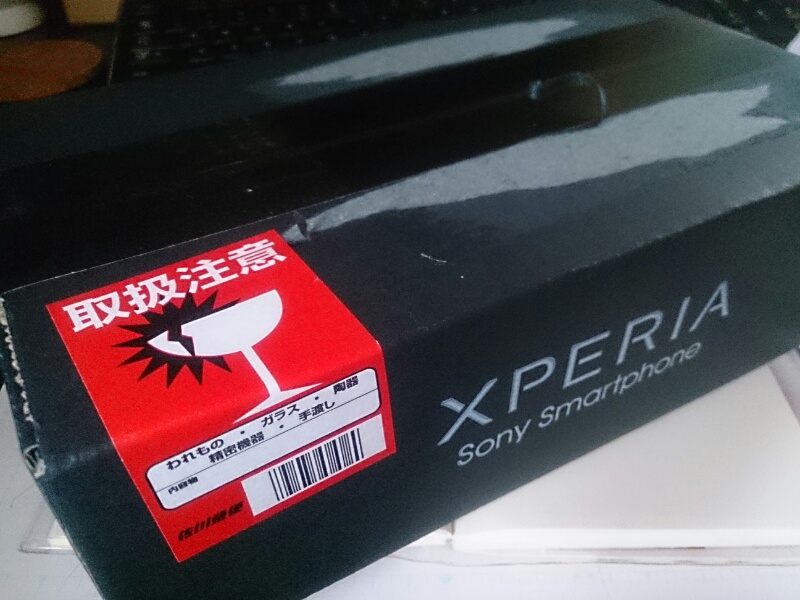 取扱注意
われもの ・ ガラス ・ 陶器
精密機器 ・ 手渡し
内容物
佐川急便
XPERIA
Sony Smartphone